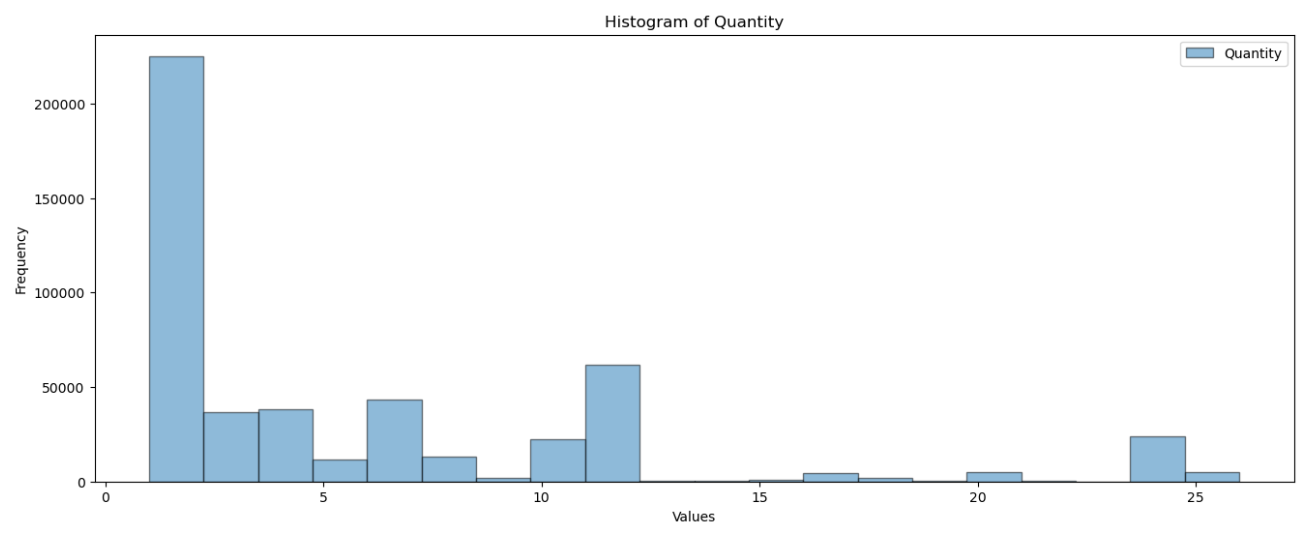 Histogram of Quantity
Quantity
200000
150000
100000
50000
0
Frequency
0 5 10 15 20 25
Values